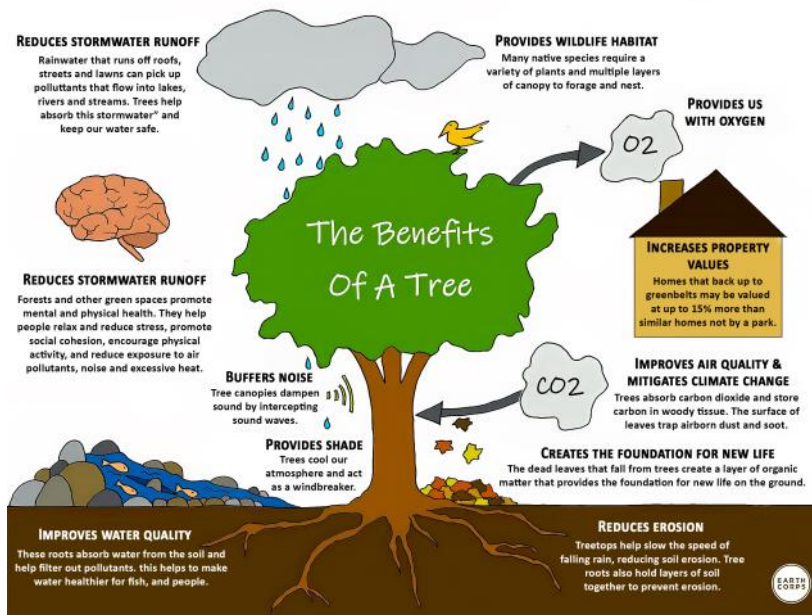 REDUCES STORMWATER RUNOFF
Rainwater that runs off roofs,
streets and lawns can pick up
polluttants that flow into lakes,
rivers and streams. Trees help
absorb this stormwater" and
keep our water safe.
PROVIDES WILDLIFE HABITAT
Many native species require a
variety of plants and multiple layers
of canopy to forage and nest.
PROVIDES US
WITH OXYGEN
O2
The Benefits
Of A Tree
REDUCES STORMWATER RUNOFF
Forests and other green spaces promote
mental and physical health. They help
people relax and reduce stress, promote
social cohesion, encourage physical
activity, and reduce exposure to air
pollutants, noise and excessive heat.
INCREASES PROPERTY
VALUES
Homes that back up to
greenbelts may be valued
at up to 15% more than
similar homes not by a park.
BUFFERS NOISE
Tree canopies dampen
sound by intercepting
sound waves.
CO2
IMPROVES AIR QUALITY &
MITIGATES CLIMATE CHANGE
Trees absorb carbon dioxide and store
carbon in woody tissue. The surface of
leaves trap airborn dust and soot.
PROVIDES SHADE
Trees cool our
atmosphere and act
as a windbreaker.
CREATES THE FOUNDATION FOR NEW LIFE
The dead leaves that fall from trees create a layer of organic
matter that provides the foundation for new life on the ground.
IMPROVES WATER QUALITY
These roots absorb water from the soil and
help filter out pollutants. this helps to make
water healthier for fish, and people.
REDUCES EROSION
Treetops help slow the speed of
falling rain, reducing soil erosion. Tree
roots also hold layers of soil
together to prevent erosion.
EARTH
CORPS